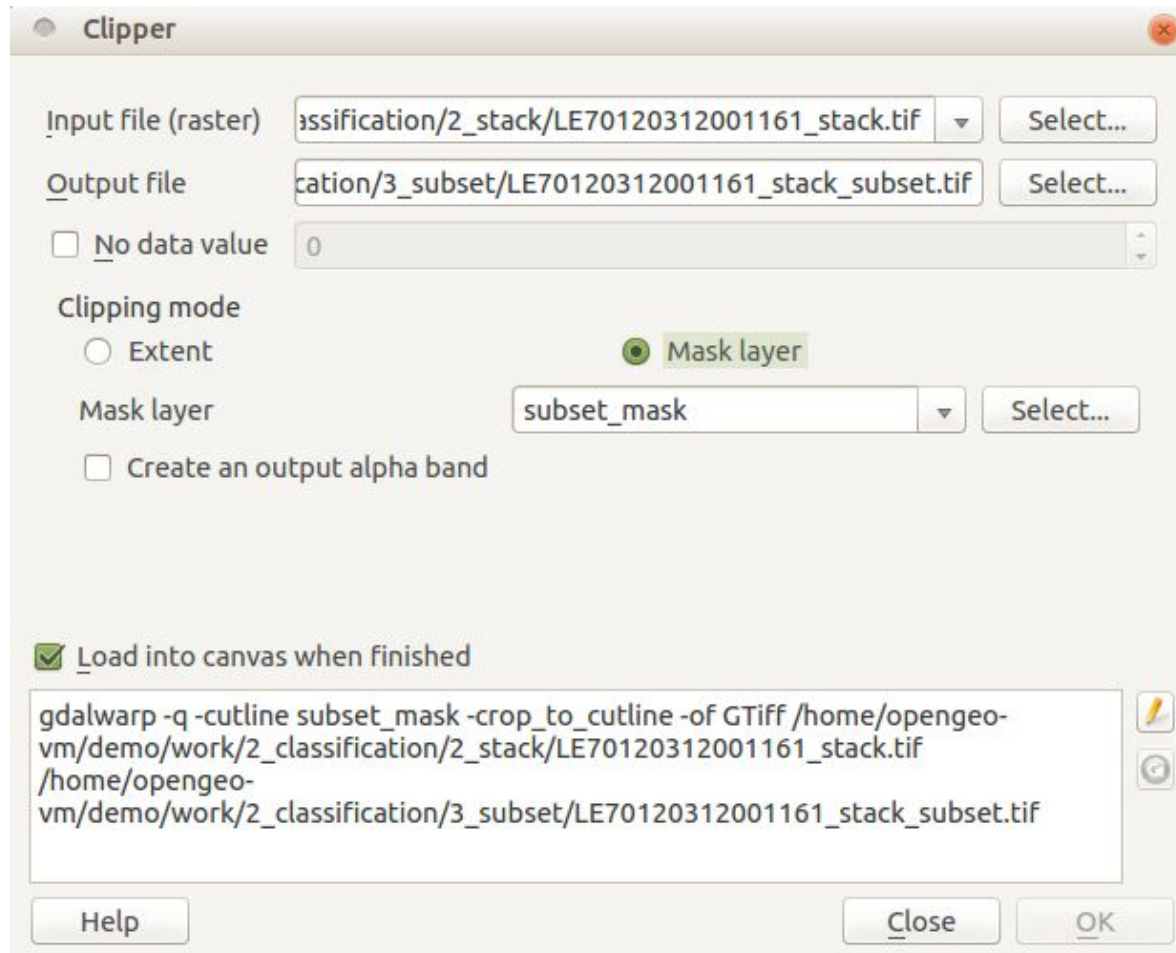 Clipper
Input file (raster) assification/2_stack/LE70120312001161_stack.tif Select...
Output file cation/3_subset/LE70120312001161_stack_subset.tif Select...
No data value 0
Clipping mode
Extent Mask layer
Mask layer subset_mask Select...
Create an output alpha band
Load into canvas when finished
gdalwarp -q -cutline subset_mask -crop_to_cutline -of GTiff /home/opengeo-
vm/demo/work/2_classification/2_stack/LE70120312001161_stack.tif
/home/opengeo-
vm/demo/work/2_classification/3_subset/LE70120312001161_stack_subset.tif
Help Close OK